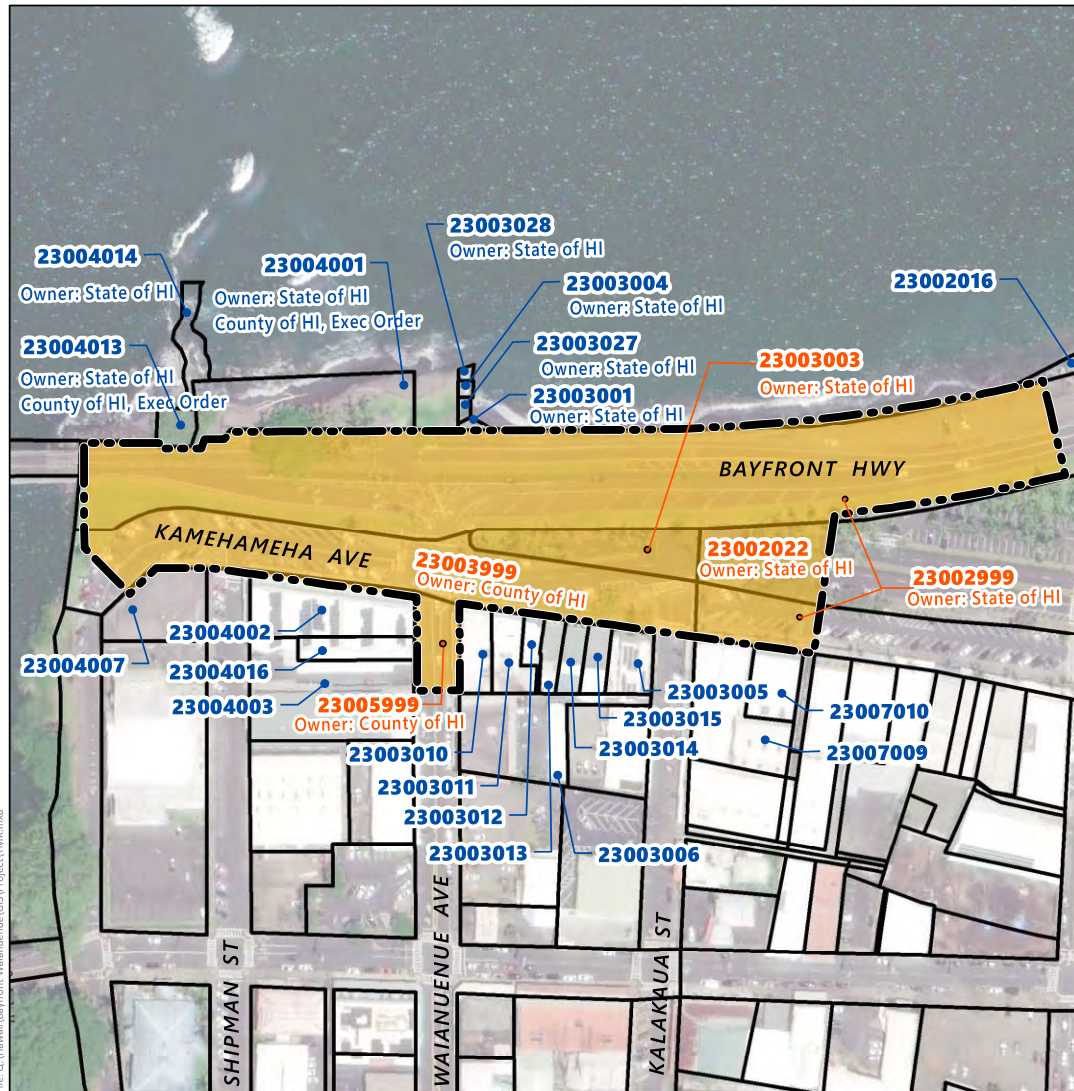 23003028
Owner: State of HI
23004014
Owner: State of HI
23004001
Owner: State of HI
County of HI, Exec Order
23003004
Owner: State of HI
23002016
23004013
Owner: State of HI
County of HI, Exec Order
23003027
Owner: State of HI
23003003
Owner: State of HI
23003001
Owner: State of HI
BAYFRONT HWY
KAMEHAMEHA AVE
23003999
Owner: County of HI
23002022
Owner: State of HI
23002999
Owner: State of HI
23004002
23004007
23004016
23004003
23005999
Owner: County of HI
23003005
23003015
23003014
23007010
23007009
23003010
23003011
23003012
23003013
23003006
SHIPMAN ST
WAIANUENUE AVE
KALAKAUA ST